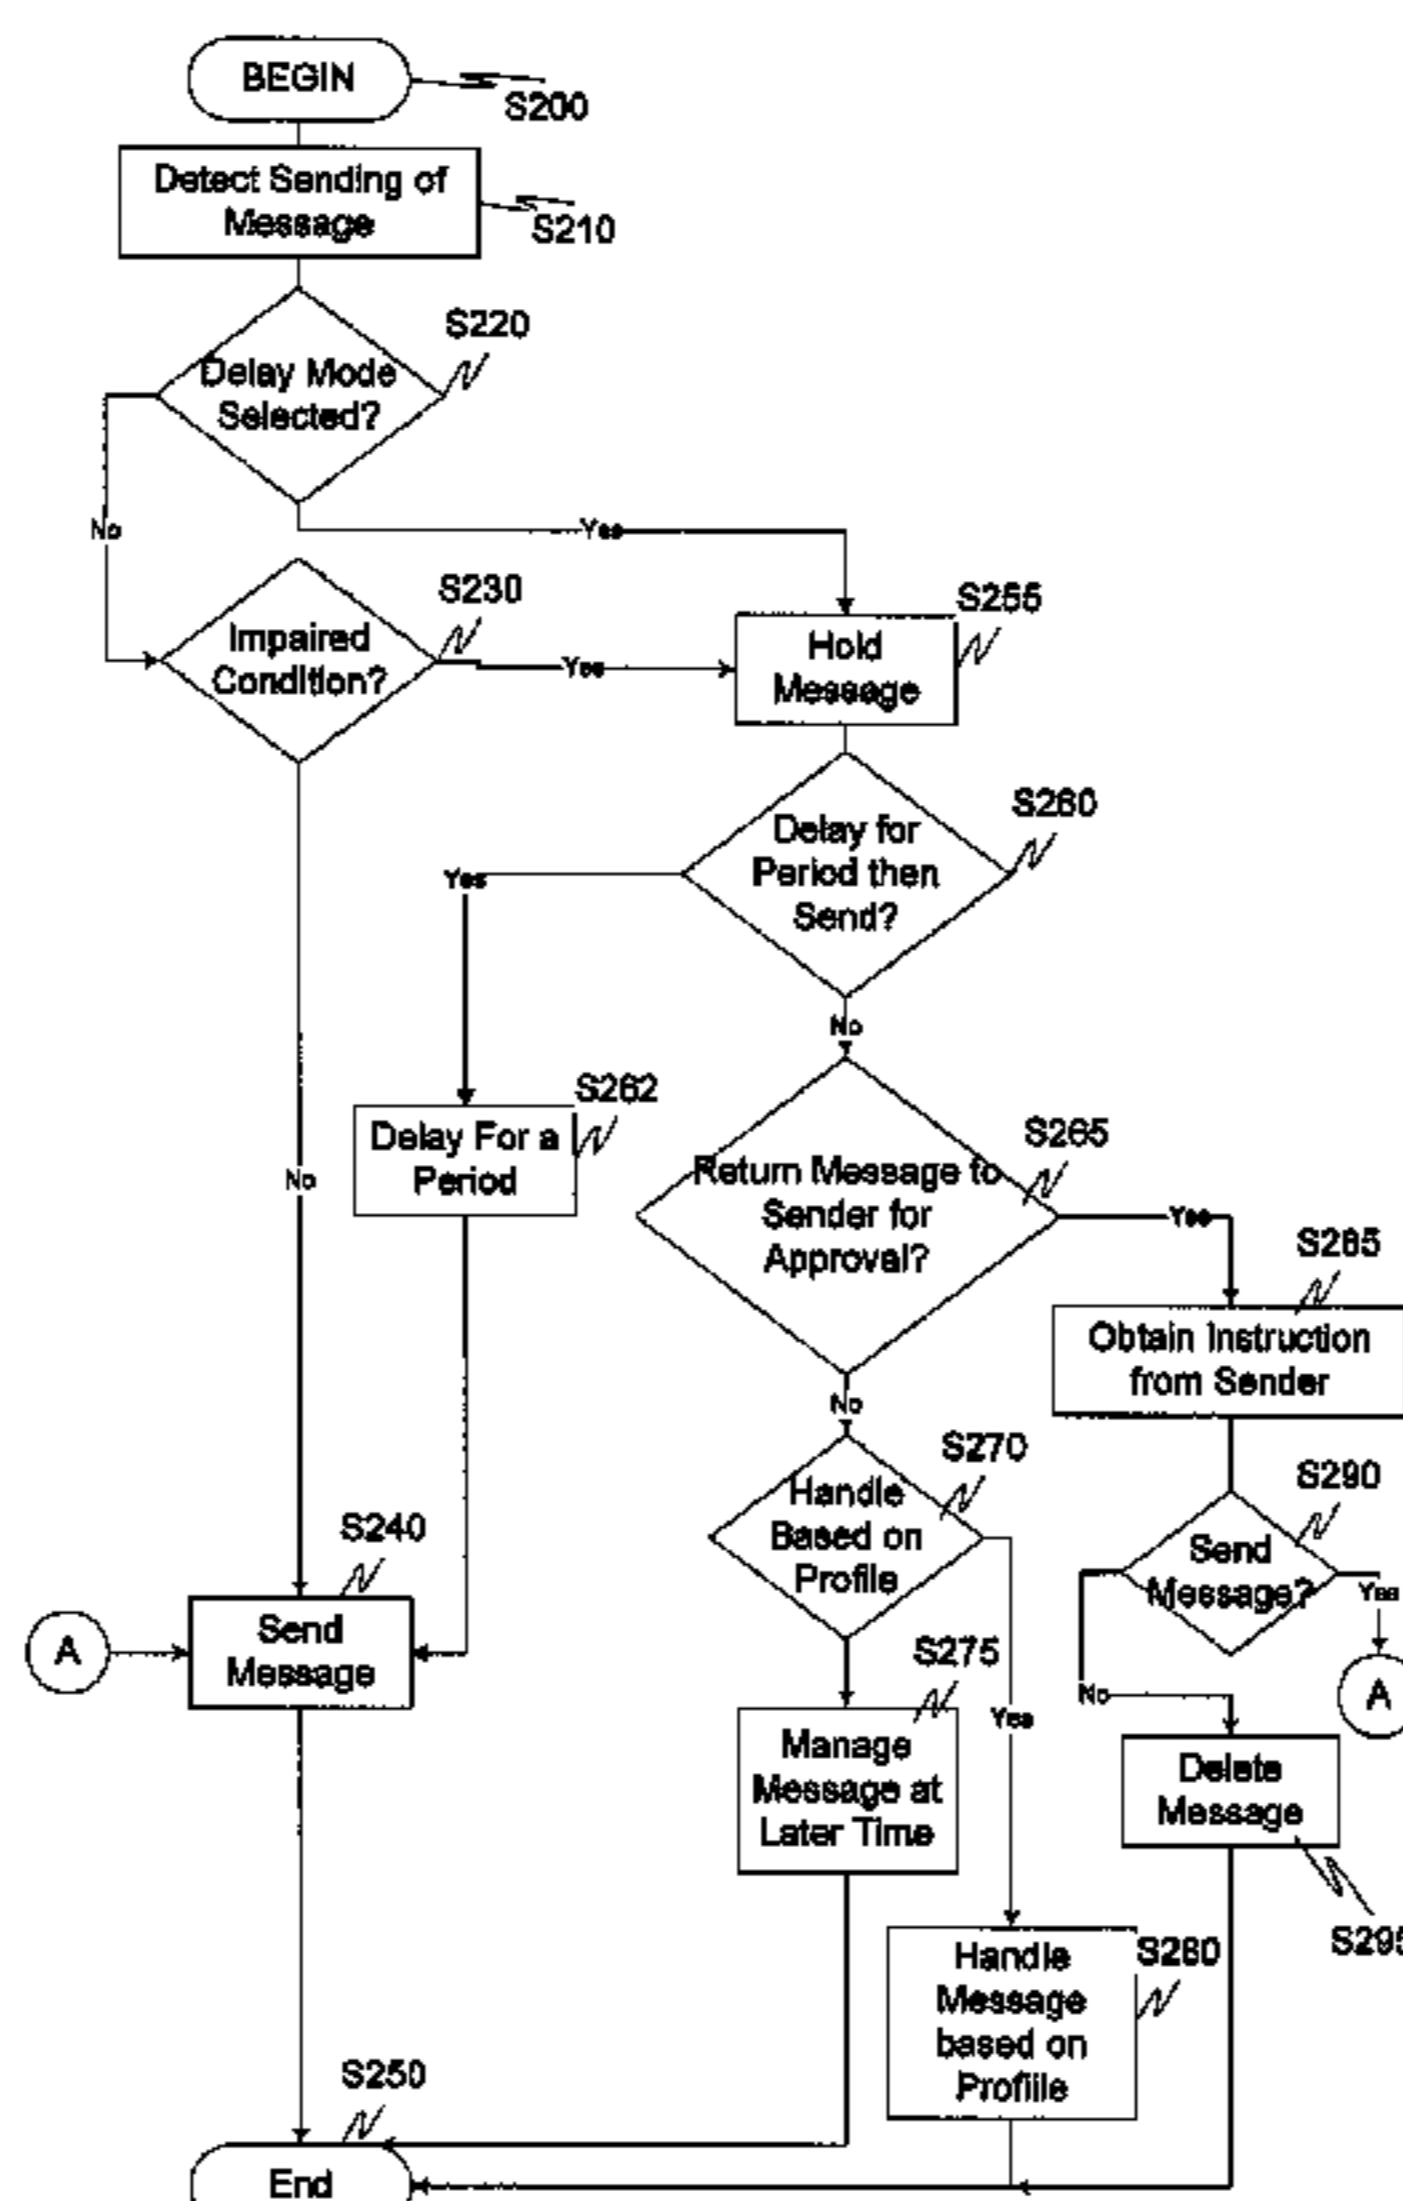 BEGIN
S200
Detect Sending of
Message
S210
S220
Delay Mode
Selected?
No
Yes
S230
Impaired
Condition?
Yes
S255
Hold
Message
S260
Delay for
Period then
Send?
Yes
No
S262
Delay For a
Period
No
S265
Return Message to
Sender for
Approval?
Yes
S285
Obtain Instruction
from Sender
No
S270
Handle
Based on
Profile
S290
Send
Message?
Yes
A
No
S240
Send
Message
A
S275
Manage
Message at
Later Time
Yes
Delete
Message
S295
S280
Handle
Message
based on
Profiile
S250
End